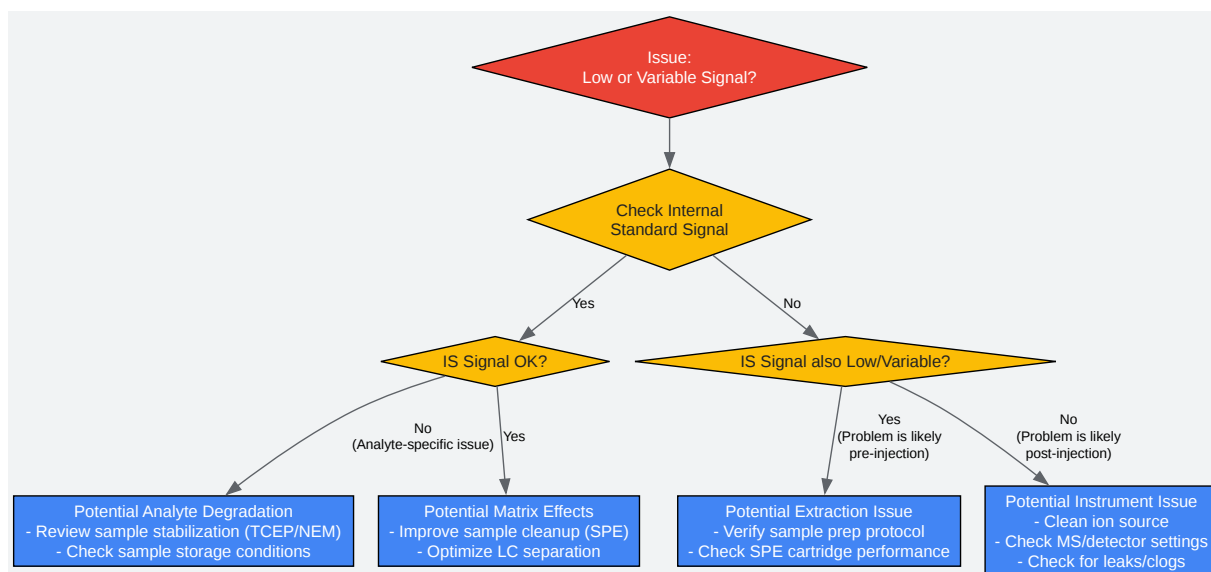 Issue:
Low or Variable Signal?
Check Internal
Standard Signal
Yes
No
IS Signal OK?
IS Signal also Low/Variable?
No
(Analyte-specific issue)
Yes
Yes
(Problem is likely
pre-injection)
No
(Problem is likely
post-injection)
Potential Analyte Degradation
- Review sample stabilization (TCEP/NEM)
- Check sample storage conditions
Potential Matrix Effects
- Improve sample cleanup (SPE)
- Optimize LC separation
Potential Extraction Issue
- Verify sample prep protocol
- Check SPE cartridge performance
Potential Instrument Issue
- Clean ion source
- Check MS/detector settings
- Check for leaks/clogs